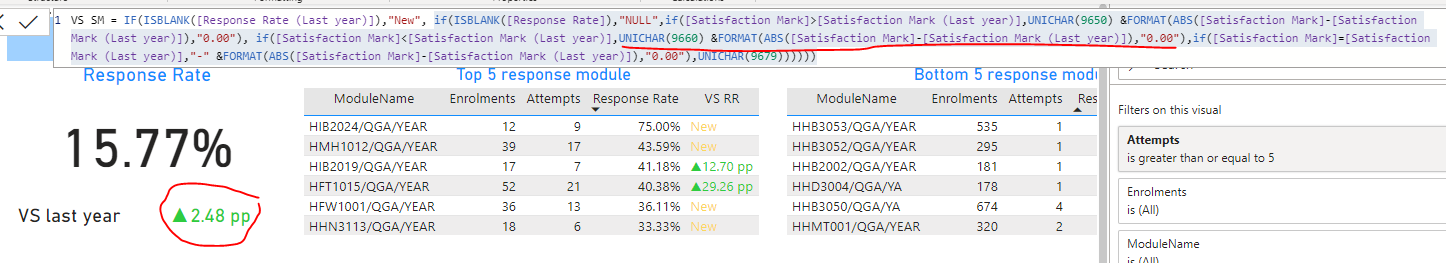 1 VS SM = IF(ISBLANK([Response Rate (Last year)]),"New", if(ISBLANK([Response Rate]),"NULL",if([Satisfaction Mark]>[Satisfaction Mark (Last year)],UNICHAR(9650) &FORMAT(ABS([Satisfaction Mark]-[Satisfaction
Mark (Last year)]),"0.00"), if([Satisfaction Mark]<[Satisfaction Mark (Last year)],UNICHAR(9660) &FORMAT(ABS([Satisfaction Mark]-[Satisfaction Mark (Last year)]),"0.00"),if([Satisfaction Mark]=[Satisfaction
Mark (Last year)],"-" &FORMAT(ABS([Satisfaction Mark]-[Satisfaction Mark (Last year)]),"0.00"),UNICHAR(9679))))))
Response Rate
15.77%
VS last year ▲2.48 pp
Top 5 response module
ModuleName Enrolments Attempts Response Rate VS RR
HIB2024/QGA/YEAR 12 9 75.00% New
HMH1012/QGA/YEAR 39 17 43.59% New
HIB2019/QGA/YEAR 17 7 41.18% ▲12.70 pp
HFT1015/QGA/YEAR 52 21 40.38% ▲29.26 pp
HFW1001/QGA/YEAR 36 13 36.11% New
HHN3113/QGA/YEAR 18 6 33.33% New
Bottom 5 response modu
ModuleName Enrolments Attempts Res
HHB3053/QGA/YEAR 535 1
HHB3052/QGA/YEAR 295 1
HHB2002/QGA/YEAR 181 1
HHD3004/QGA/YA 178 1
HHB3050/QGA/YA 674 4
HHMT001/QGA/YEAR 320 2
Filters on this visual
Attempts
is greater than or equal to 5
Enrolments
is (All)
ModuleName
is (All)